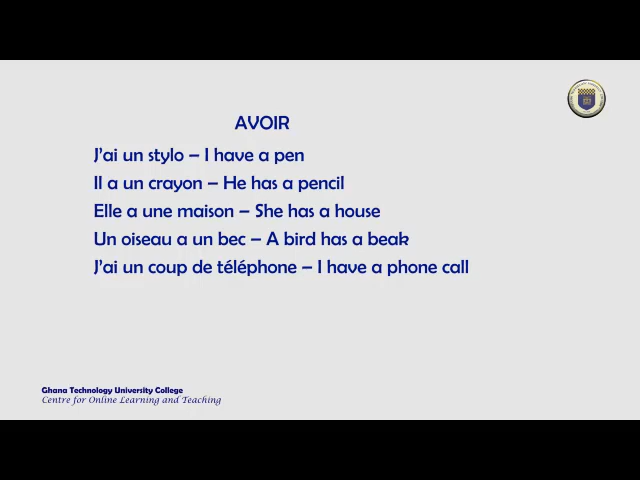 AVOIR
J'ai un stylo – I have a pen
Il a un crayon – He has a pencil
Elle a une maison – She has a house
Un oiseau a un bec – A bird has a beak
J'ai un coup de téléphone – I have a phone call
Ghana Technology University College
Centre for Online Learning and Teaching